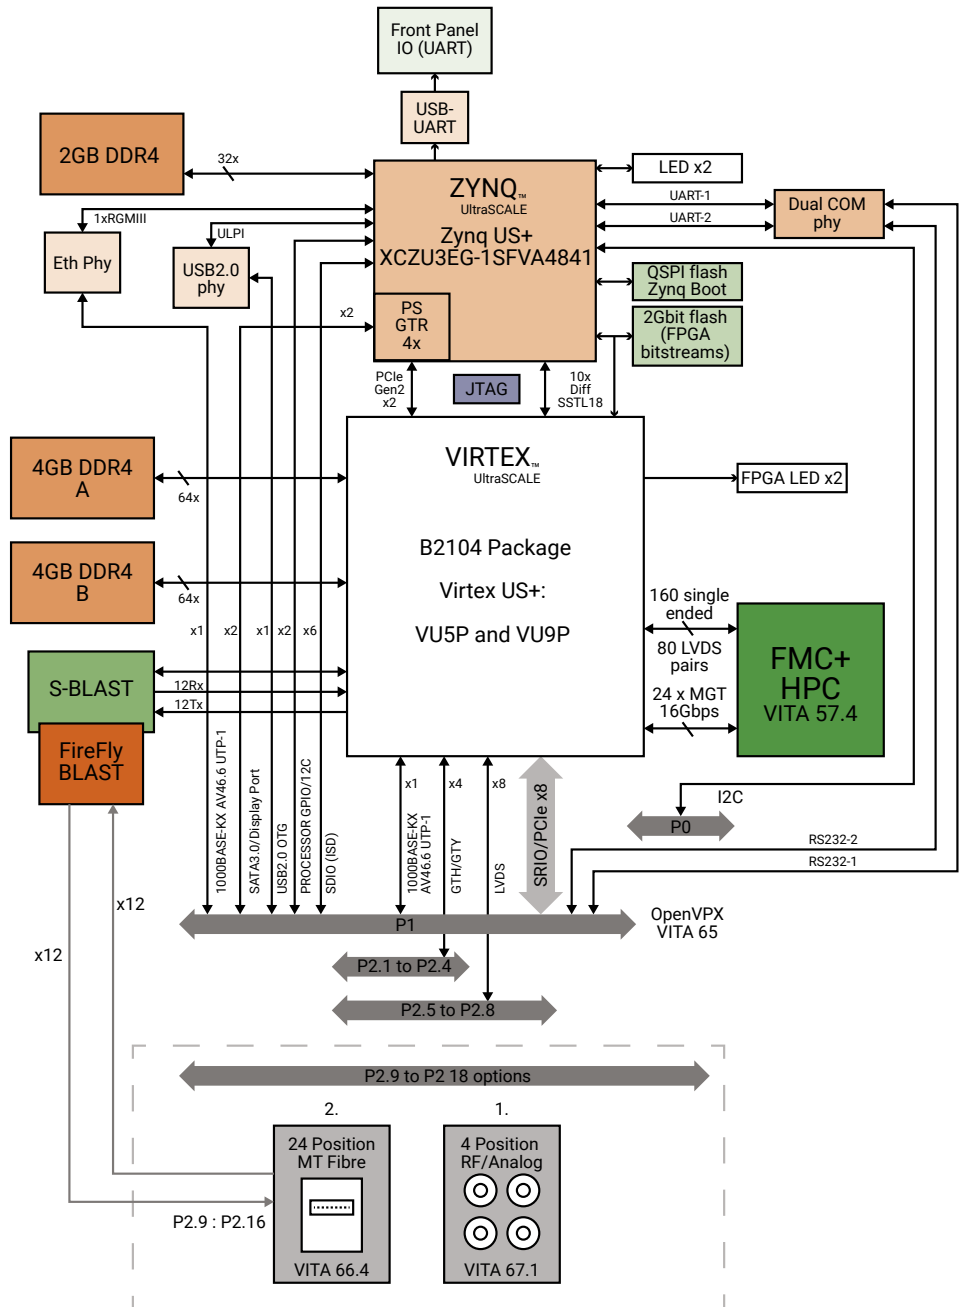 Front Panel
IO (UART)
USB-
UART
2GB DDR4
32x
ZYNQ™
UltraSCALE
Zynq US+
XCZU3EG-1SFVA4841
LED x2
UART-1
UART-2
Dual COM
phy
1xRGMIII
Eth Phy
ULPI
USB2.0
phy
QSPI flash
Zynq Boot
2Gbit flash
(FPGA
bitstreams)
x2
PS
GTR
4x
PCIe
Gen2
x2
JTAG
10x
Diff
SSTL18
4GB DDR4
A
64x
VIRTEX™
UltraSCALE
FPGA LED x2
B2104 Package
Virtex US+:
VU5P and VU9P
4GB DDR4
B
64x
x1
x2
x1
x2
x6
160 single
ended
80 LVDS
pairs
24 x MGT
16Gbps
FMC+
HPC
VITA 57.4
S-BLAST
12Rx
12Tx
FireFly
BLAST
1000BASE-KX AV46.6 UTP-1
SATA3.0/Display Port
USB2.0 OTG
PROCESSOR GPIO/12C
SDIO (ISD)
x1
x4
x8
1000BASE-KX
AV46.6 UTP-1
GTH/GTY
LVDS
SRIO/PCIe x8
I2C
P0
RS232-2
RS232-1
x12
x12
P1
OpenVPX
VITA 65
P2.1 to P2.4
P2.5 to P2.8
P2.9 to P2 18 options
2.
1.
24 Position
MT Fibre
VITA 66.4
4 Position
RF/Analog
VITA 67.1
P2.9 : P2.16